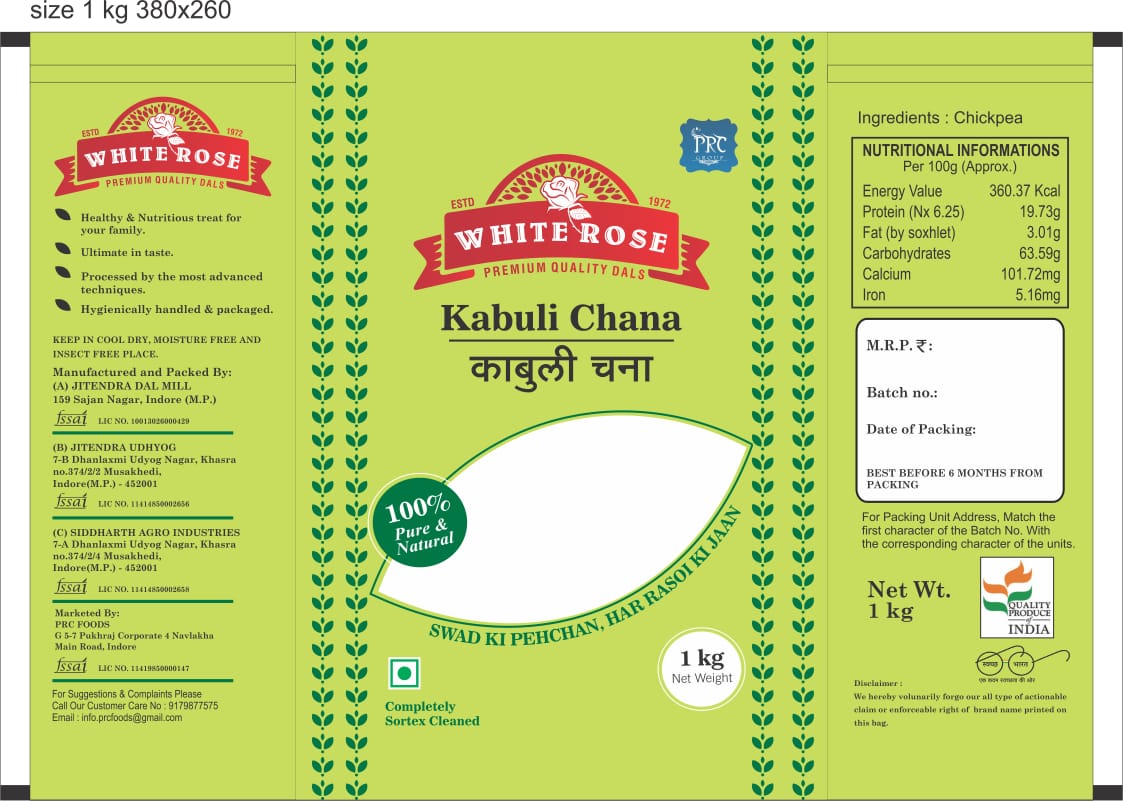 size 1 kg 380x260
ESTD 1972
WHITE ROSE
PREMIUM QUALITY DALS
Healthy & Nutritious treat for
your family.
Ultimate in taste.
Processed by the most advanced
techniques.
Hygienically handled & packaged.
KEEP IN COOL DRY, MOISTURE FREE AND
INSECT FREE PLACE.
Manufactured and Packed By:
(A) JITENDRA DAL MILL
159 Sajan Nagar, Indore (M.P.)
fssai LIC NO. 10013026000429
(B) JITENDRA UDHYOG
7-B Dhanlaxmi Udyog Nagar, Khasra
no.374/2/2 Musakhedi,
Indore(M.P.) - 452001
fssai LIC NO. 11414850002656
(C) SIDDHARTH AGRO INDUSTRIES
7-A Dhanlaxmi Udyog Nagar, Khasra
no.374/2/4 Musakhedi,
Indore(M.P.) - 452001
fssai LIC NO. 11414850002658
Marketed By:
PRC FOODS
G 5-7 Pukhraj Corporate 4 Navlakha
Main Road, Indore
fssai LIC NO. 11419850000147
For Suggestions & Complaints Please
Call Our Customer Care No : 9179877575
Email : info.prcfoods@gmail.com
PRC
GROUP
ESTD 1972
WHITE ROSE
PREMIUM QUALITY DALS
Kabuli Chana
काबुली चना
100%
Pure &
Natural
SWAD KI PEHCHAN, HAR RASOI KI JAAN
1 kg
Net Weight
Completely
Sortex Cleaned
Ingredients : Chickpea
NUTRITIONAL INFORMATIONS
Per 100g (Approx.)
Energy Value 360.37 Kcal
Protein (Nx 6.25) 19.73g
Fat (by soxhlet) 3.01g
Carbohydrates 63.59g
Calcium 101.72mg
Iron 5.16mg
M.R.P. ₹ :
Batch no.:
Date of Packing:
BEST BEFORE 6 MONTHS FROM
PACKING
For Packing Unit Address, Match the
first character of the Batch No. With
the corresponding character of the units.
Net Wt.
1 kg
QUALITY
PRODUCE
of
INDIA
स्वच्छ भारत
एक कदम स्वच्छता की ओर
Disclaimer :
We hereby volunarily forgo our all type of actionable
claim or enforceable right of brand name printed on
this bag.